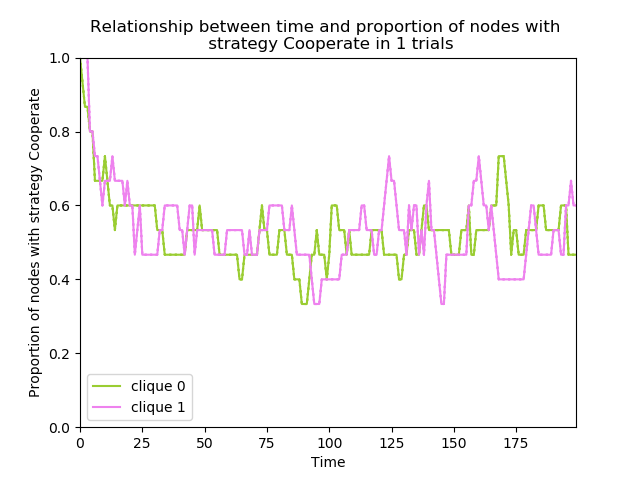 Relationship between time and proportion of nodes with
strategy Cooperate in 1 trials
Proportion of nodes with strategy Cooperate
1.0
0.8
0.6
0.4
0.2
0.0
clique 0
clique 1
0 25 50 75 100 125 150 175
Time